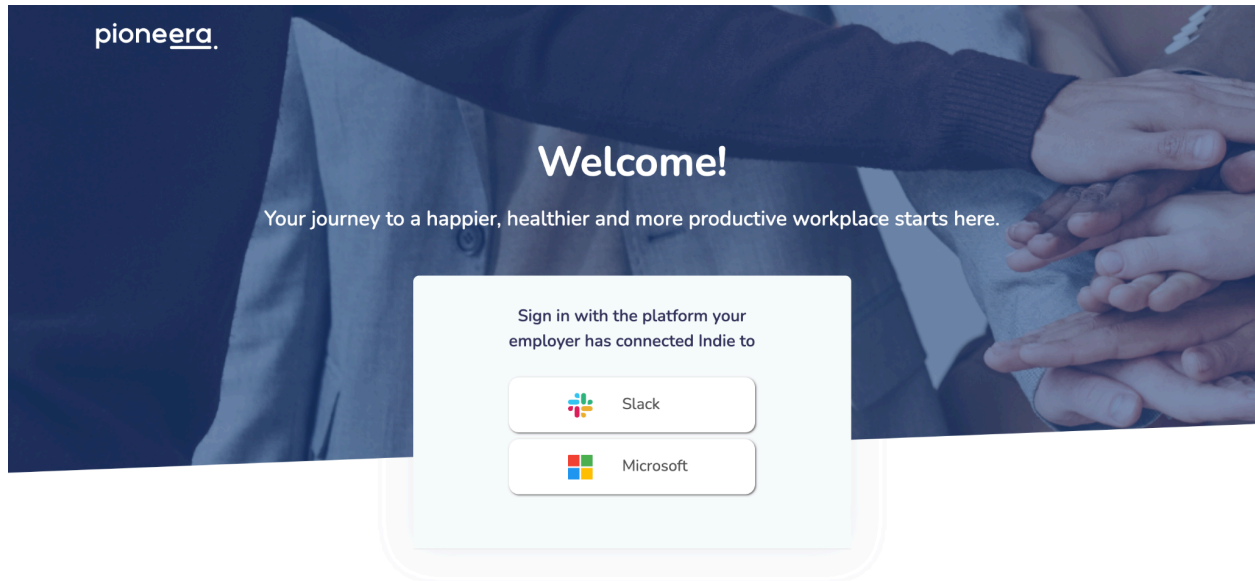 pioneera.
Welcome!
Your journey to a happier, healthier and more productive workplace starts here.
Sign in with the platform your
employer has connected Indie to
Slack
Microsoft